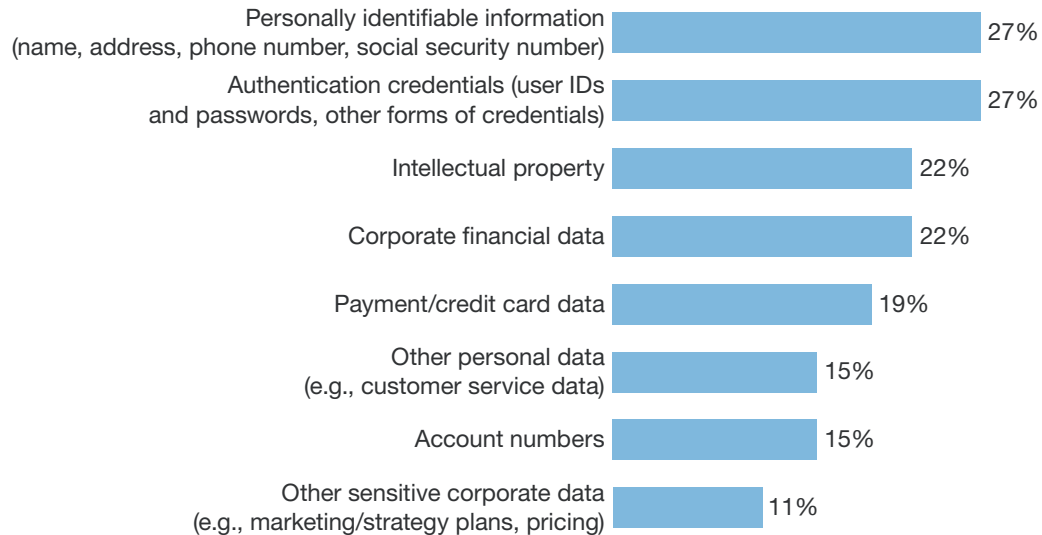 Personally identifiable information
(name, address, phone number, social security number)
27%
Authentication credentials (user IDs
and passwords, other forms of credentials)
27%
Intellectual property
22%
Corporate financial data
22%
Payment/credit card data
19%
Other personal data
(e.g., customer service data)
15%
Account numbers
15%
Other sensitive corporate data
(e.g., marketing/strategy plans, pricing)
11%